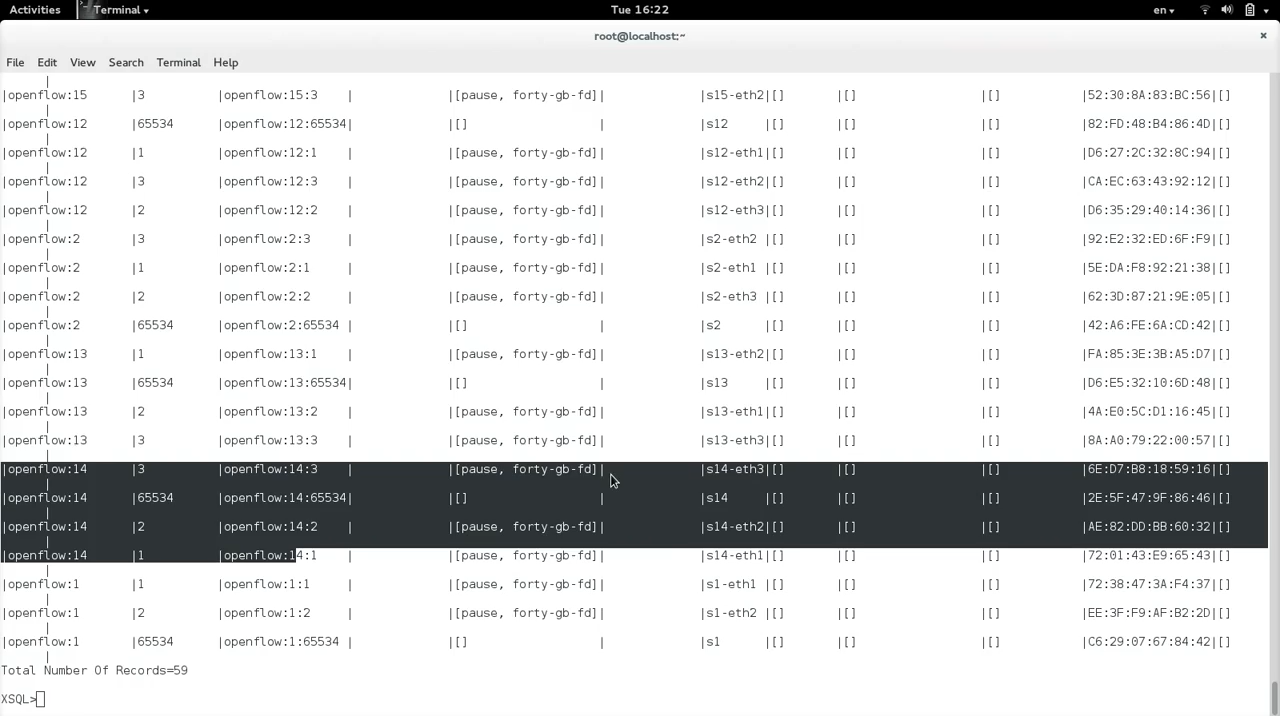 Activities Terminal Tue 16:22 en
root@localhost:~ ×
File Edit View Search Terminal Help
|
|openflow:15 |3 |openflow:15:3 | |[pause, forty-gb-fd]| |s15-eth2|[] |[] |[] |52:30:8A:83:BC:56|[]
|
|openflow:12 |65534 |openflow:12:65534| |[] | |s12 |[] |[] |[] |82:FD:48:B4:86:4D|[]
|
|openflow:12 |1 |openflow:12:1 | |[pause, forty-gb-fd]| |s12-eth1|[] |[] |[] |D6:27:2C:32:8C:94|[]
|
|openflow:12 |3 |openflow:12:3 | |[pause, forty-gb-fd]| |s12-eth2|[] |[] |[] |CA:EC:63:43:92:12|[]
|
|openflow:12 |2 |openflow:12:2 | |[pause, forty-gb-fd]| |s12-eth3|[] |[] |[] |D6:35:29:40:14:36|[]
|
|openflow:2 |3 |openflow:2:3 | |[pause, forty-gb-fd]| |s2-eth2 |[] |[] |[] |92:E2:32:ED:6F:F9|[]
|
|openflow:2 |1 |openflow:2:1 | |[pause, forty-gb-fd]| |s2-eth1 |[] |[] |[] |5E:DA:F8:92:21:38|[]
|
|openflow:2 |2 |openflow:2:2 | |[pause, forty-gb-fd]| |s2-eth3 |[] |[] |[] |62:3D:87:21:9E:05|[]
|
|openflow:2 |65534 |openflow:2:65534 | |[] | |s2 |[] |[] |[] |42:A6:FE:6A:CD:42|[]
|
|openflow:13 |1 |openflow:13:1 | |[pause, forty-gb-fd]| |s13-eth2|[] |[] |[] |FA:85:3E:3B:A5:D7|[]
|
|openflow:13 |65534 |openflow:13:65534| |[] | |s13 |[] |[] |[] |D6:E5:32:10:6D:48|[]
|
|openflow:13 |2 |openflow:13:2 | |[pause, forty-gb-fd]| |s13-eth1|[] |[] |[] |4A:E0:5C:D1:16:45|[]
|
|openflow:13 |3 |openflow:13:3 | |[pause, forty-gb-fd]| |s13-eth3|[] |[] |[] |8A:A0:79:22:00:57|[]
|
|openflow:14 |3 |openflow:14:3 | |[pause, forty-gb-fd]| |s14-eth3|[] |[] |[] |6E:D7:B8:18:59:16|[]
|
|openflow:14 |65534 |openflow:14:65534| |[] | |s14 |[] |[] |[] |2E:5F:47:9F:86:46|[]
|
|openflow:14 |2 |openflow:14:2 | |[pause, forty-gb-fd]| |s14-eth2|[] |[] |[] |AE:82:DD:BB:60:32|[]
|
|openflow:14 |1 |openflow:14:1 | |[pause, forty-gb-fd]| |s14-eth1|[] |[] |[] |72:01:43:E9:65:43|[]
|
|openflow:1 |1 |openflow:1:1 | |[pause, forty-gb-fd]| |s1-eth1 |[] |[] |[] |72:38:47:3A:F4:37|[]
|
|openflow:1 |2 |openflow:1:2 | |[pause, forty-gb-fd]| |s1-eth2 |[] |[] |[] |EE:3F:F9:AF:B2:2D|[]
|
|openflow:1 |65534 |openflow:1:65534 | |[] | |s1 |[] |[] |[] |C6:29:07:67:84:42|[]
|
Total Number Of Records=59
XSQL>